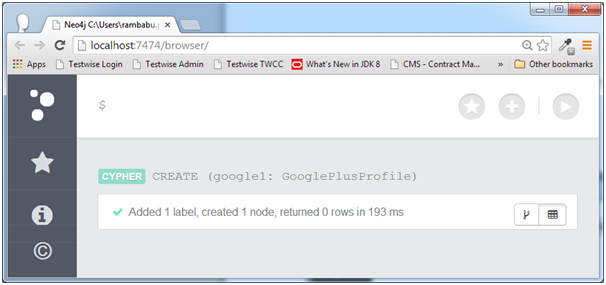 Neo4j C:\Users\rambabu.p
localhost:7474/browser/
Apps Testwise Login Testwise Admin Testwise TWCC What's New in JDK 8 CMS - Contract Ma... » Other bookmarks
$
CYPHER CREATE (google1: GooglePlusProfile)
Added 1 label, created 1 node, returned 0 rows in 193 ms